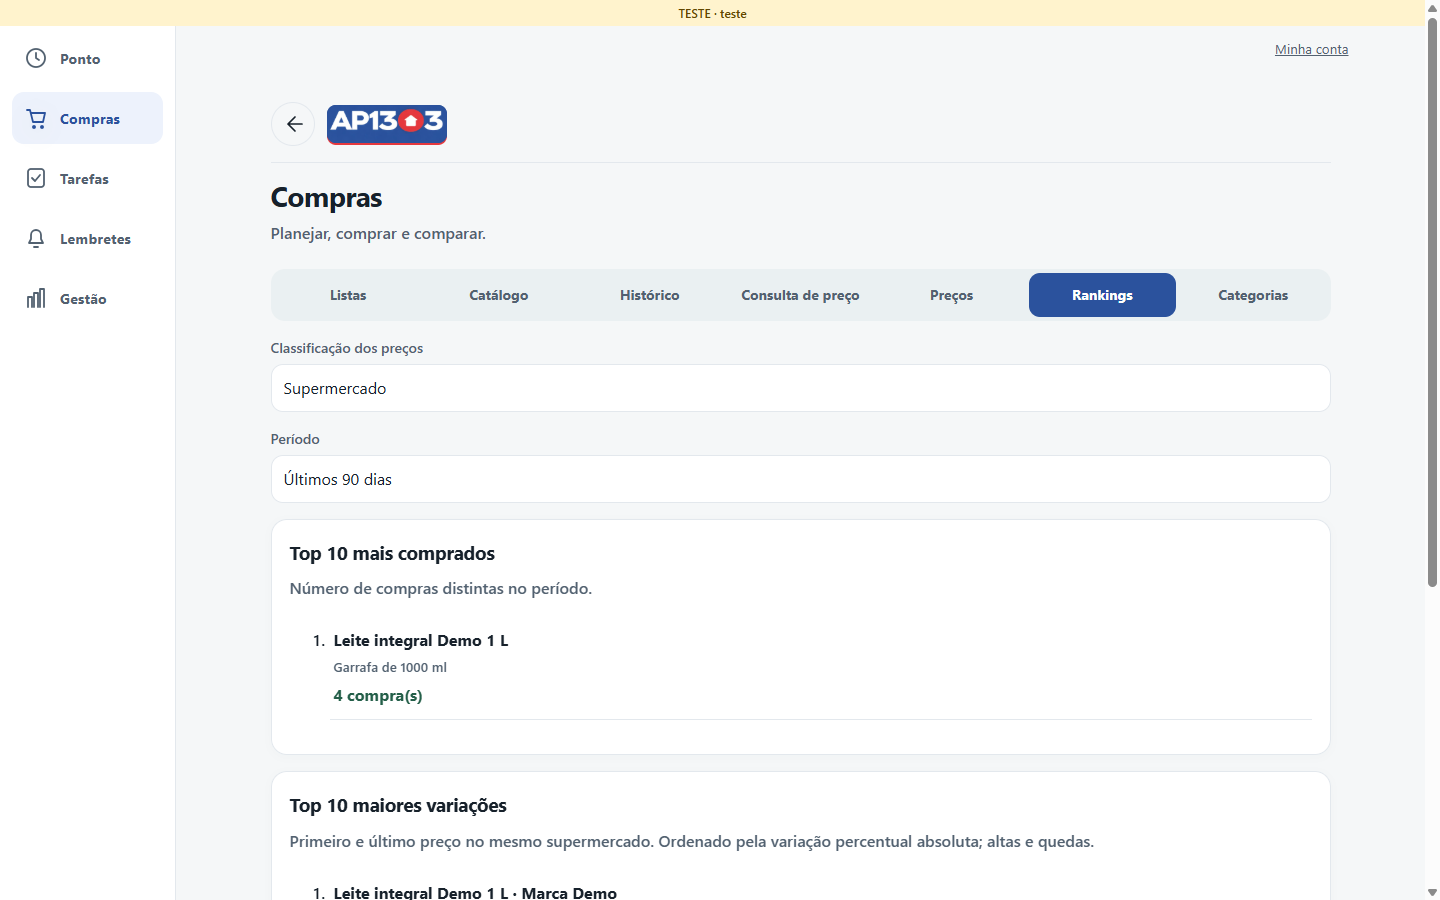 TESTE · teste
Minha conta
Ponto
Compras
Tarefas
Lembretes
Gestão
AP1303
Compras
Planejar, comprar e comparar.
Listas
Catálogo
Histórico
Consulta de preço
Preços
Rankings
Categorias
Classificação dos preços
Supermercado
Período
Últimos 90 dias
Top 10 mais comprados
Número de compras distintas no período.
1. Leite integral Demo 1 L
Garrafa de 1000 ml
4 compra(s)
Top 10 maiores variações
Primeiro e último preço no mesmo supermercado. Ordenado pela variação percentual absoluta; altas e quedas.
1. Leite integral Demo 1 L · Marca Demo